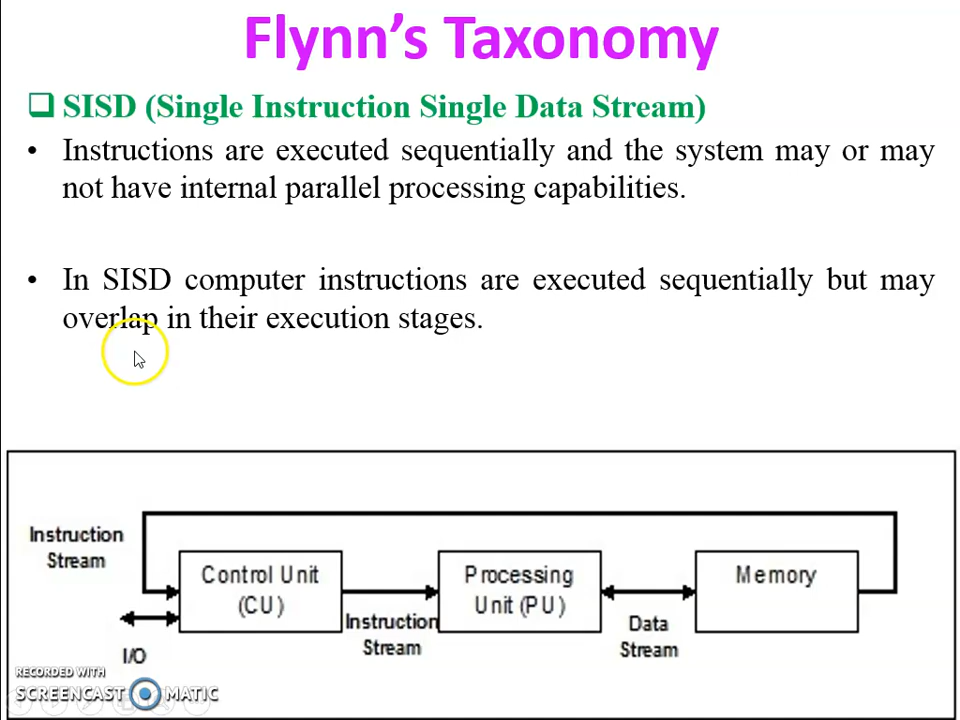 Flynn's Taxonomy
SISD (Single Instruction Single Data Stream)
• Instructions are executed sequentially and the system may or may
not have internal parallel processing capabilities.
• In SISD computer instructions are executed sequentially but may
overlap in their execution stages.
Instruction
Stream
Control Unit
(CU)
Instruction
Stream
Processing
Unit (PU)
Data
Stream
Memory
I/O
RECORDED WITH
SCREENCAST MATIC